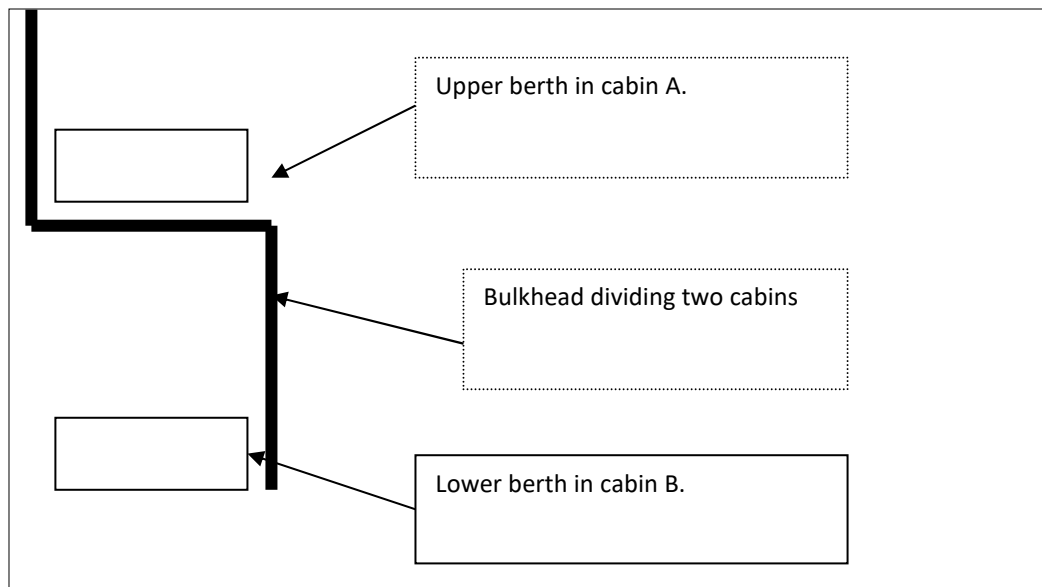 Upper berth in cabin A.
Bulkhead dividing two cabins
Lower berth in cabin B.